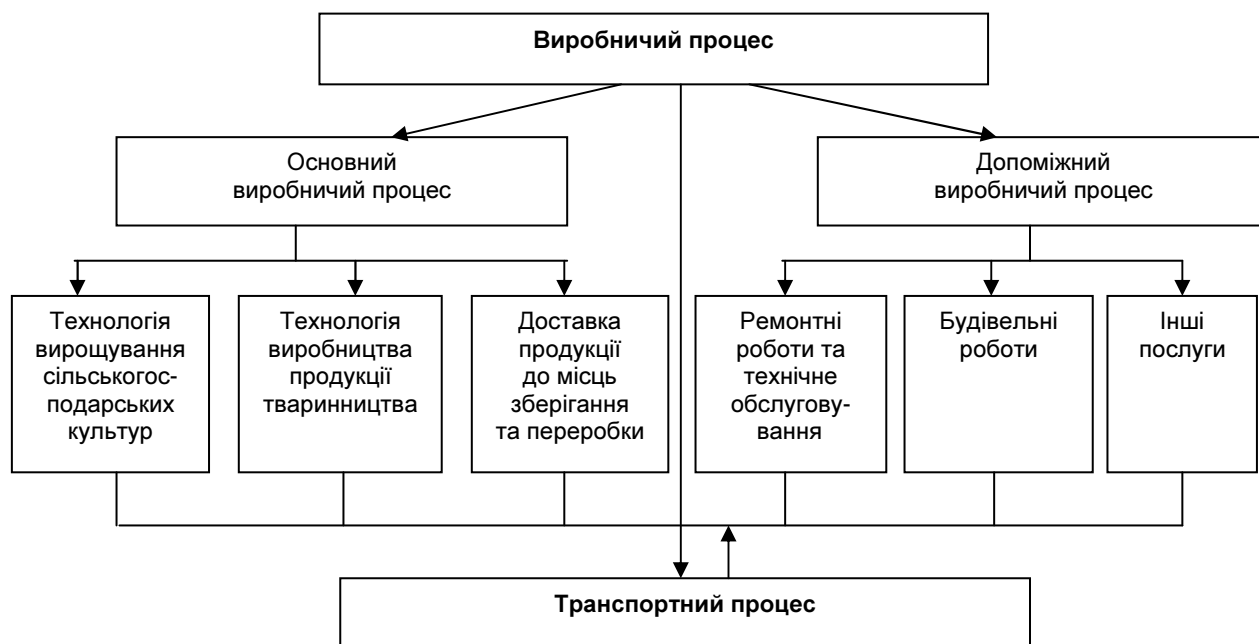 Виробничий процес
Основний
виробничий процес
Допоміжний
виробничий процес
Технологія
вирощування
сільськогос-
подарських
культур
Технологія
виробництва
продукції
тваринництва
Доставка
продукції
до місць
зберігання
та переробки
Ремонтні
роботи та
технічне
обслугову-
вання
Будівельні
роботи
Інші
послуги
Транспортний процес